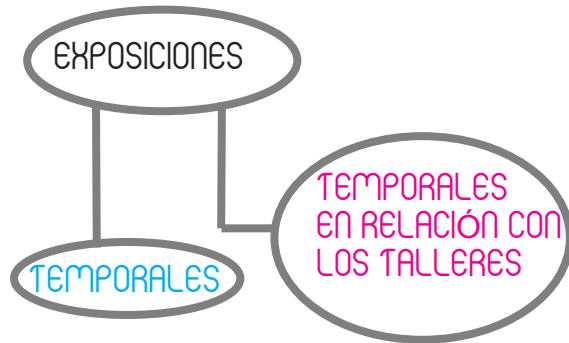 EXPOSICIONES
TEMPORALES
TEMPORALES
EN RELACIÓN CON
LOS TALLERES